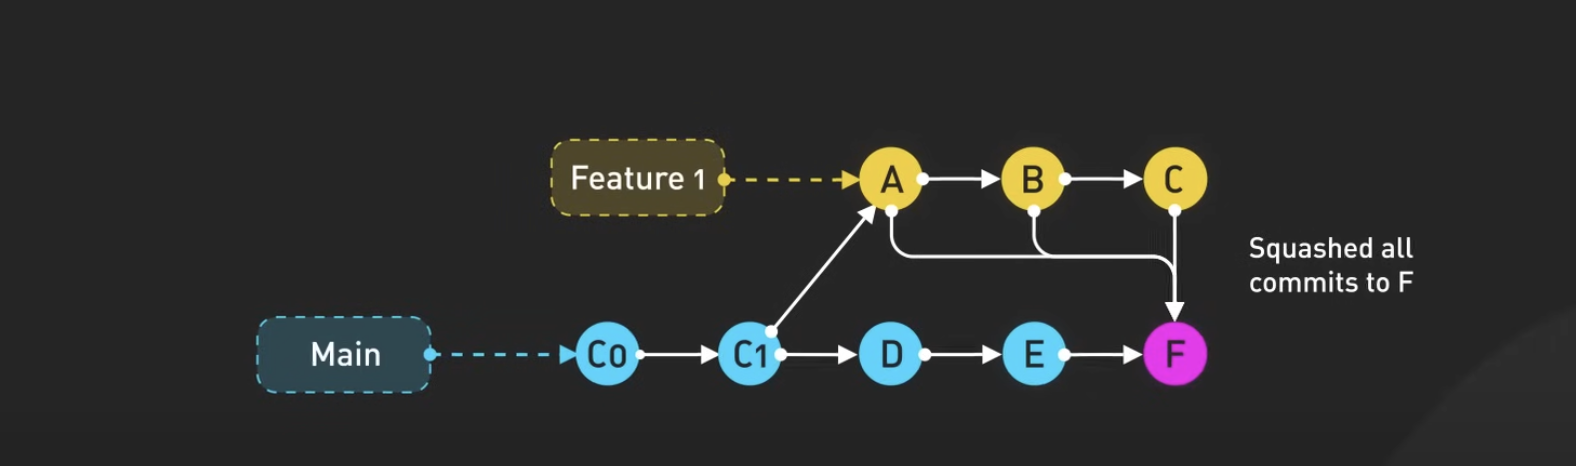 Feature 1
A
B
C
Squashed all
commits to F
Main
C0
C1
D
E
F